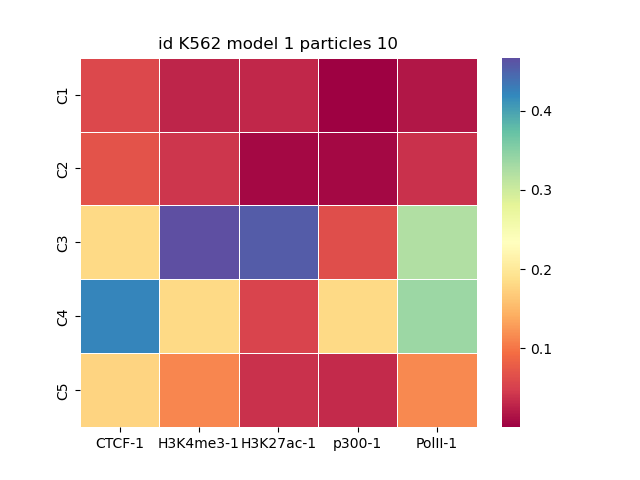 id K562 model 1 particles 10
C1
C2
C3
C4
C5
CTCF-1 H3K4me3-1 H3K27ac-1 p300-1 PolII-1
0.4
0.3
0.2
0.1